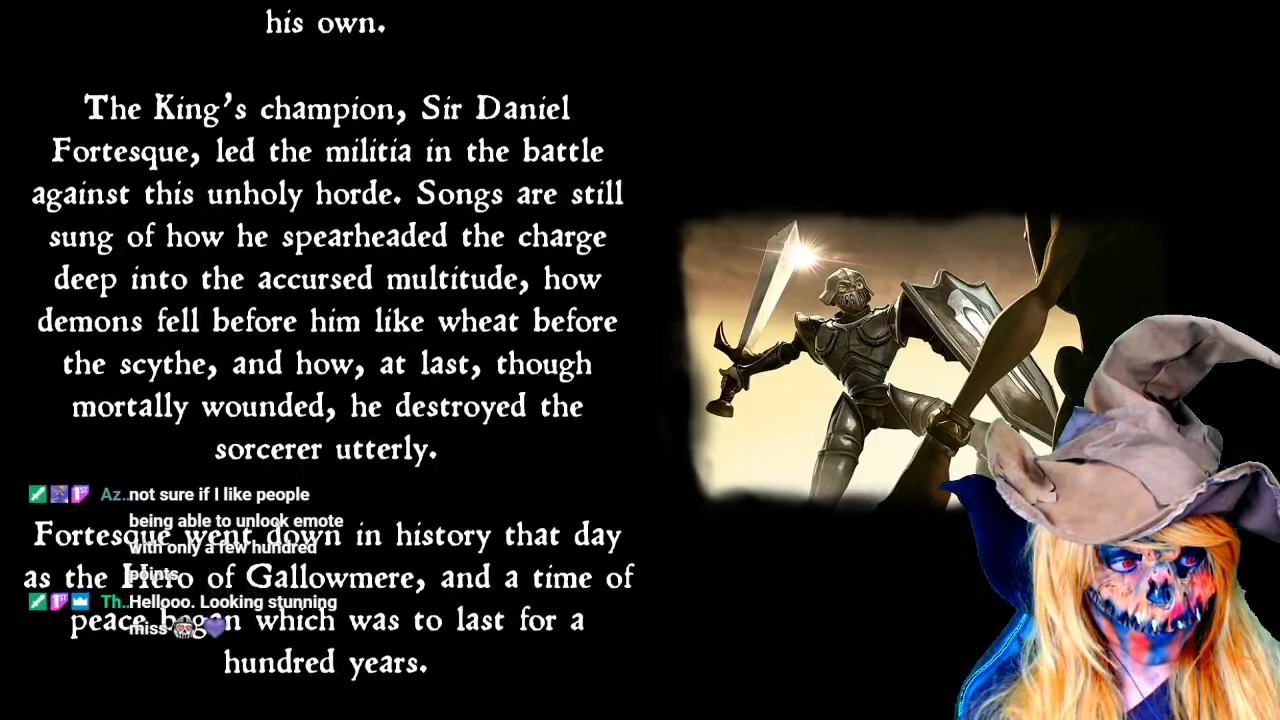 his own.
The King's champion, Sir Daniel
Fortesque, led the militia in the battle
against this unholy horde. Songs are still
sung of how he spearheaded the charge
deep into the accursed multitude, how
demons fell before him like wheat before
the scythe, and how, at last, though
mortally wounded, he destroyed the
sorcerer utterly.
Az..not sure if I like people
being able to unlock emote
with only a few hundred
points
Th..Hellooo. Looking stunning
miss
Fortesque went down in history that day
as the Hero of Gallowmere, and a time of
peace began which was to last for a
hundred years.